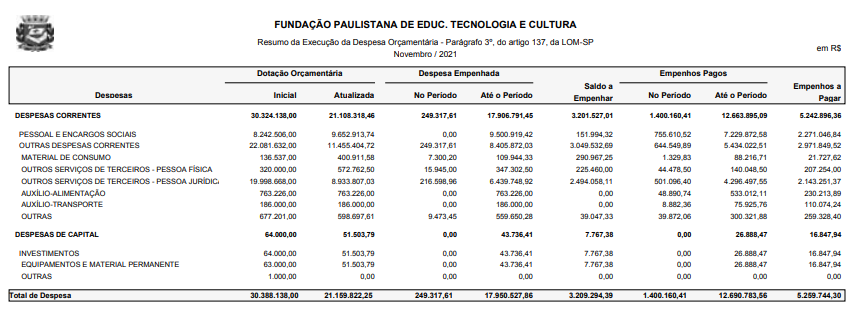 FUNDAÇÃO PAULISTANA DE EDUC. TECNOLOGIA E CULTURA
Resumo da Execução da Despesa Orçamentária - Parágrafo 3º, do artigo 137, da LOM-SP
Novembro / 2021
em R$
Dotação Orçamentária Despesa Empenhada Saldo a Empenhar Empenhos Pagos Empenhos a Pagar
Despesas Inicial Atualizada No Período Até o Período No Período Até o Período
DESPESAS CORRENTES 30.324.138,00 21.108.318,46 249.317,61 17.906.791,45 3.201.527,01 1.400.160,41 12.663.895,09 5.242.896,36
PESSOAL E ENCARGOS SOCIAIS 8.242.506,00 9.652.913,74 0,00 9.500.919,42 151.994,32 755.610,52 7.229.872,58 2.271.046,84
OUTRAS DESPESAS CORRENTES 22.081.632,00 11.455.404,72 249.317,61 8.405.872,03 3.049.532,69 644.549,89 5.434.022,51 2.971.849,52
MATERIAL DE CONSUMO 136.537,00 400.911,58 7.300,20 109.944,33 290.967,25 1.329,83 88.216,71 21.727,62
OUTROS SERVIÇOS DE TERCEIROS - PESSOA FÍSICA 320.000,00 572.762,50 15.945,00 347.302,50 225.460,00 44.478,50 140.048,50 207.254,00
OUTROS SERVIÇOS DE TERCEIROS - PESSOA JURÍDIC 19.998.668,00 8.933.807,03 216.598,96 6.439.748,92 2.494.058,11 501.096,40 4.296.497,55 2.143.251,37
AUXÍLIO-ALIMENTAÇÃO 763.226,00 763.226,00 0,00 763.226,00 0,00 48.890,74 533.012,11 230.213,89
AUXÍLIO-TRANSPORTE 186.000,00 186.000,00 0,00 186.000,00 0,00 8.882,36 75.925,76 110.074,24
OUTRAS 677.201,00 598.697,61 9.473,45 559.650,28 39.047,33 39.872,06 300.321,88 259.328,40
DESPESAS DE CAPITAL 64.000,00 51.503,79 0,00 43.736,41 7.767,38 0,00 26.888,47 16.847,94
INVESTIMENTOS 64.000,00 51.503,79 0,00 43.736,41 7.767,38 0,00 26.888,47 16.847,94
EQUIPAMENTOS E MATERIAL PERMANENTE 63.000,00 51.503,79 0,00 43.736,41 7.767,38 0,00 26.888,47 16.847,94
OUTRAS 1.000,00 0,00 0,00 0,00 0,00 0,00 0,00 0,00
Total de Despesa 30.388.138,00 21.159.822,25 249.317,61 17.950.527,86 3.209.294,39 1.400.160,41 12.690.783,56 5.259.744,30